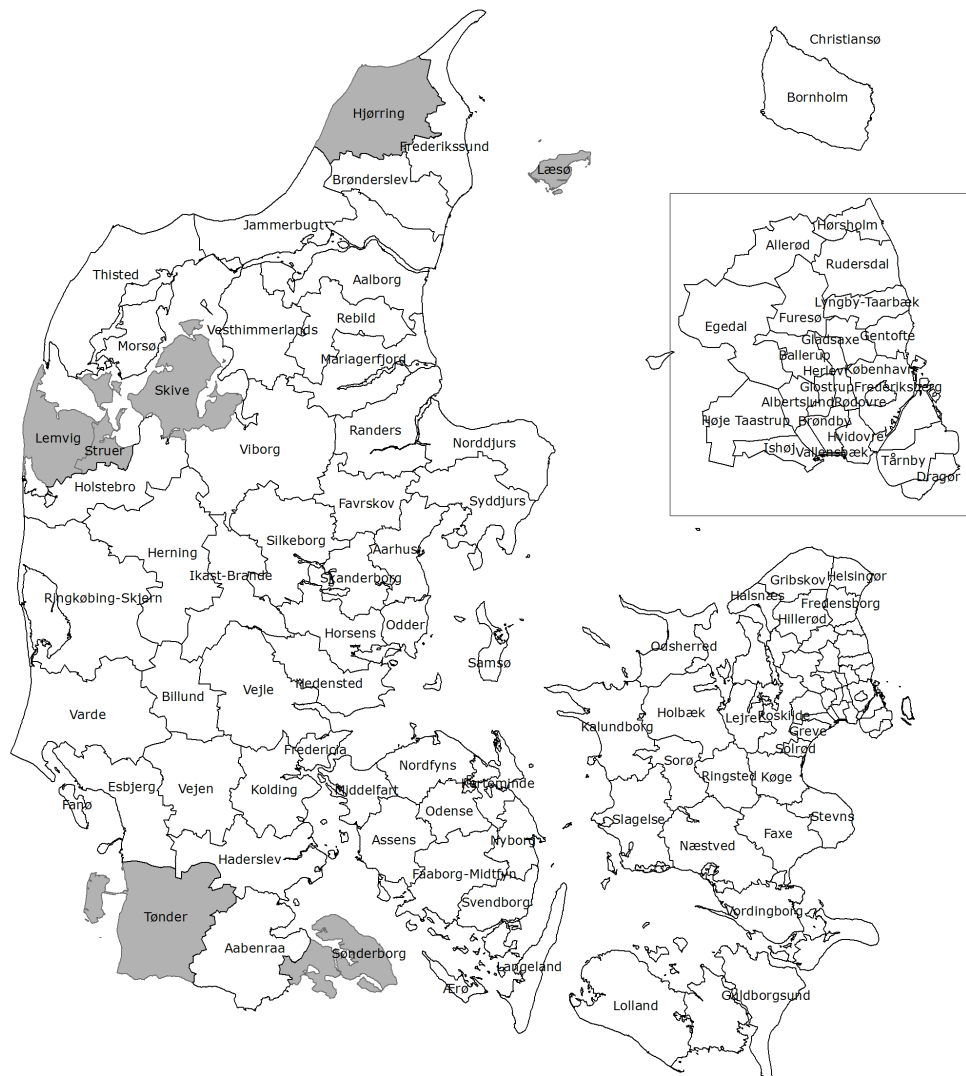 Christiansø
Bornholm
Hjørring
Frederikssund
Læsø
Brønderslev
Jammerbugt
Hørsholm
Allerød
Rudersdal
Thisted
Aalborg
Lyngby-Taarbæk
Egedal
Furesø
Rebild
Vesthimmerlands
Gladsaxe
Gentofte
Morsø
Ballerup
Mariagerfjord
Herlev
København
Skive
Glostrup
Frederiksberg
Albertslund
Rødovre
Høje Taastrup
Brøndby
Randers
Lemvig
Hvidovre
Norddjurs
Struer
Viborg
Ishøj
Vallensbæk
Tårnby
Dragør
Holstebro
Favrskov
Syddjurs
Silkeborg
Herning
Aarhus
Ikast-Brande
Skanderborg
Gribskov
Helsingør
Halsnæs
Ringkøbing-Skjern
Fredensborg
Hillerød
Odder
Horsens
Odsherred
Samsø
Hedensted
Vejle
Billund
Varde
Holbæk
Lejre
Roskilde
Kalundborg
Greve
Solrød
Fredericia
Sorø
Nordfyns
Ringsted
Køge
Esbjerg
Vejen
Kolding
Middelfart
Kerteminde
Fanø
Odense
Slagelse
Stevns
Faxe
Assens
Nyborg
Næstved
Haderslev
Faaborg-Midtfyn
Svendborg
Vordingborg
Tønder
Aabenraa
Sønderborg
Langeland
Ærø
Lolland
Guldborgsund